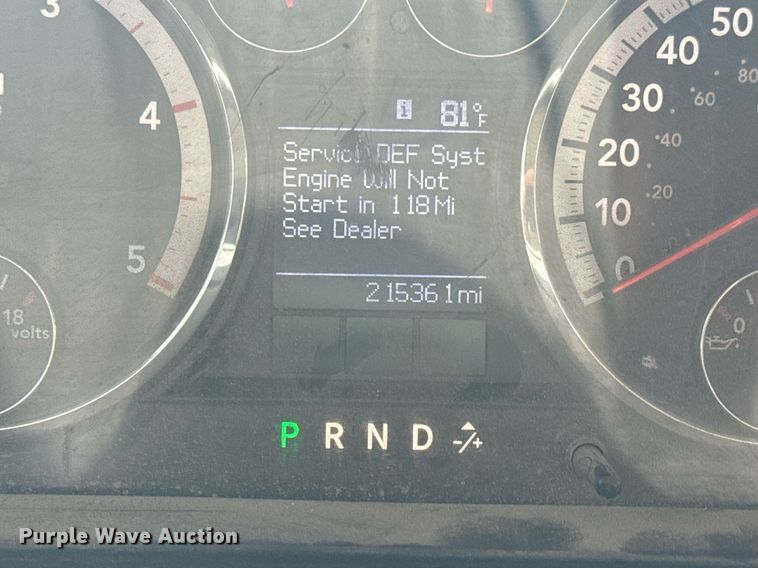 3
4
5
18
volts
i 81°F
Service DEF Syst
Engine Will Not
Start in 118 Mi
See Dealer
215361 mi
P R N D -/+
50
40
30
20
10
0
80
60
40
20
0
Purple Wave Auction